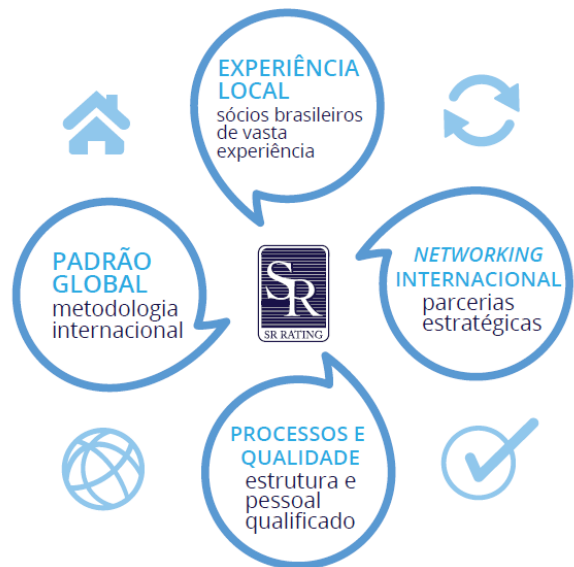 EXPERIÊNCIA
LOCAL
sócios brasileiros
de vasta
experiência
PADRÃO
GLOBAL
metodologia
internacional
SR
SR RATING
NETWORKING
INTERNACIONAL
parcerias
estratégicas
PROCESSOS E
QUALIDADE
estrutura e
pessoal
qualificado